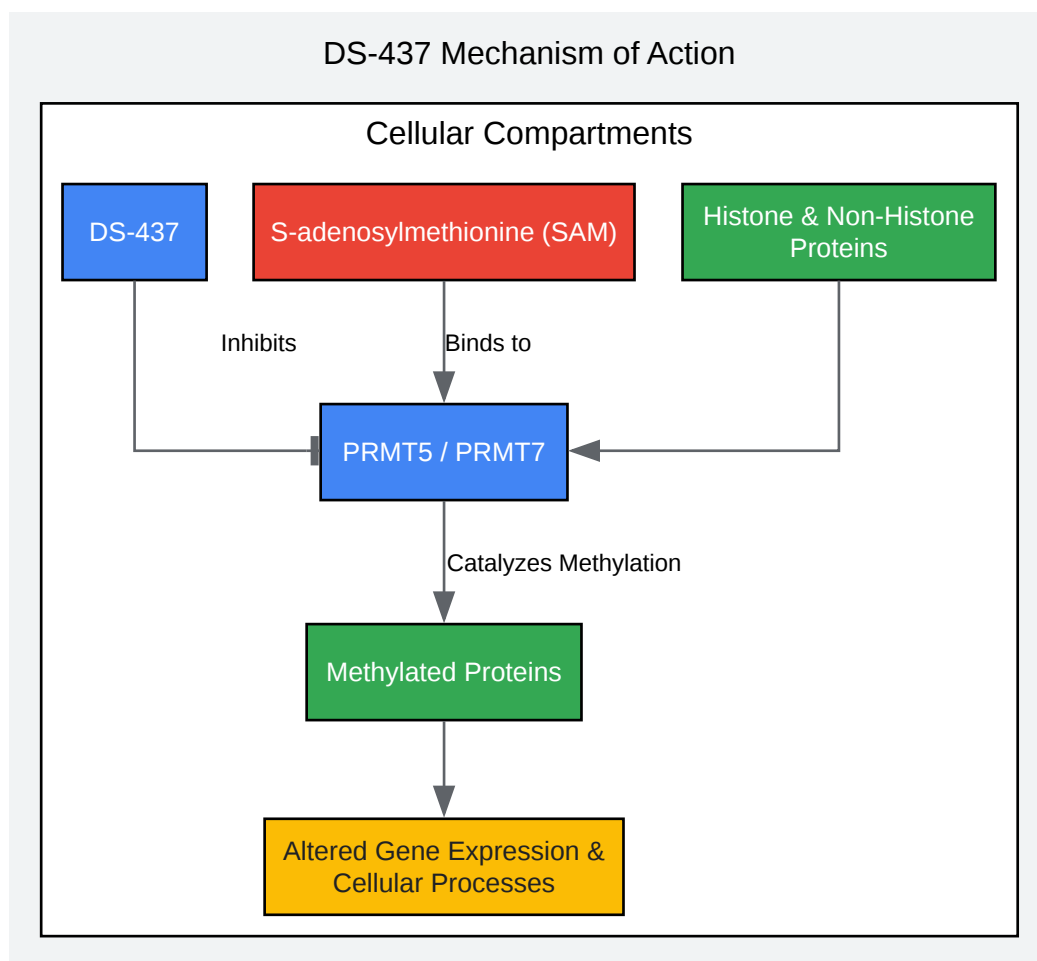 DS-437 Mechanism of Action
Cellular Compartments
DS-437
S-adenosylmethionine (SAM)
Histone & Non-Histone
Proteins
Inhibits
Binds to
PRMT5 / PRMT7
Catalyzes Methylation
Methylated Proteins
Altered Gene Expression &
Cellular Processes